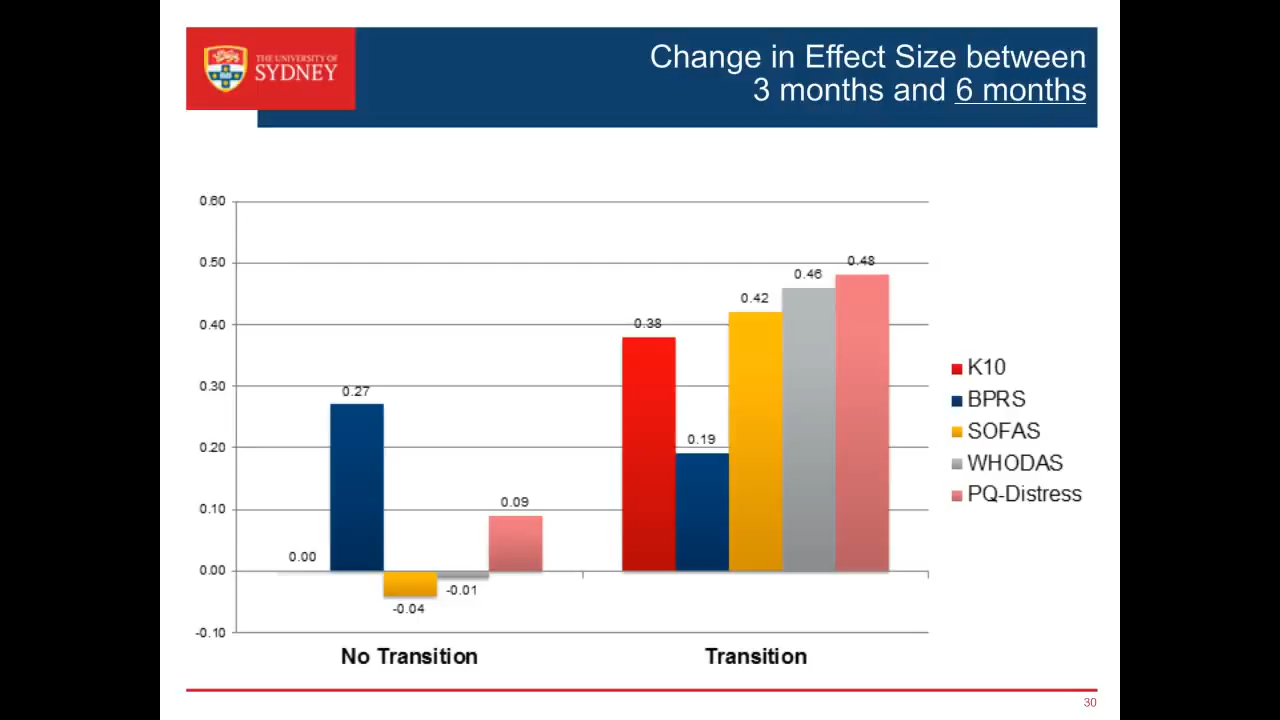 THE UNIVERSITY OF
SYDNEY
Change in Effect Size between
3 months and 6 months
0.60
0.50
0.40
0.30
0.20
0.10
0.00
-0.10
0.00
0.27
-0.04
-0.01
0.09
0.38
0.19
0.42
0.46
0.48
K10
BPRS
SOFAS
WHODAS
PQ-Distress
No Transition
Transition
30